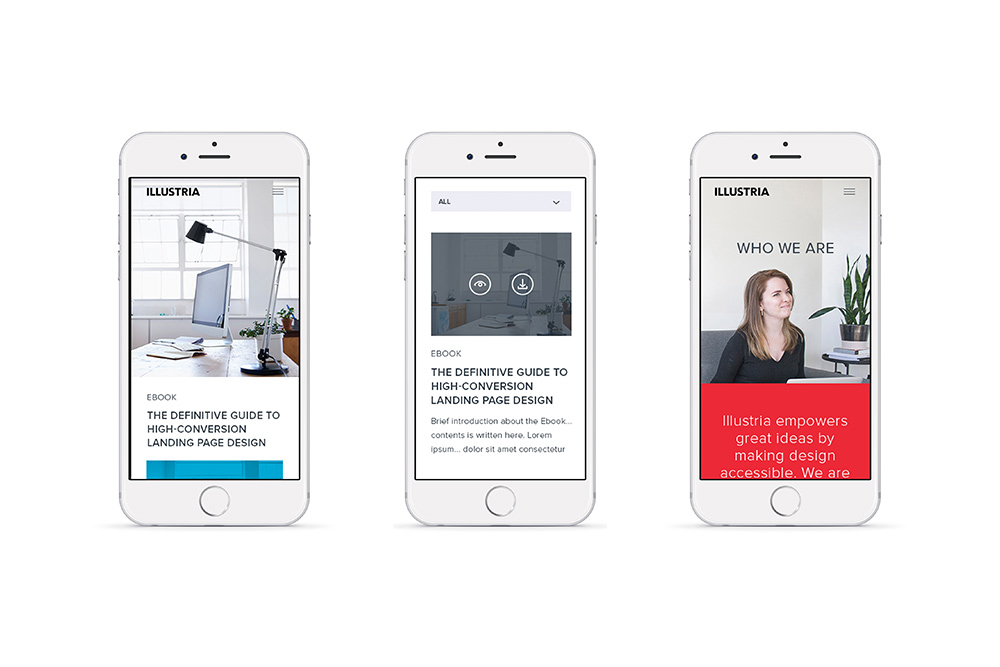 ILLUSTRIA
EBOOK
THE DEFINITIVE GUIDE TO
HIGH-CONVERSION
LANDING PAGE DESIGN
ALL
EBOOK
THE DEFINITIVE GUIDE TO
HIGH-CONVERSION
LANDING PAGE DESIGN
Brief introduction about the Ebook...
contents is written here. Lorem
ipsum... dolor sit amet consectetur
ILLUSTRIA
WHO WE ARE
Illustria empowers
great ideas by
making design
accessible. We are